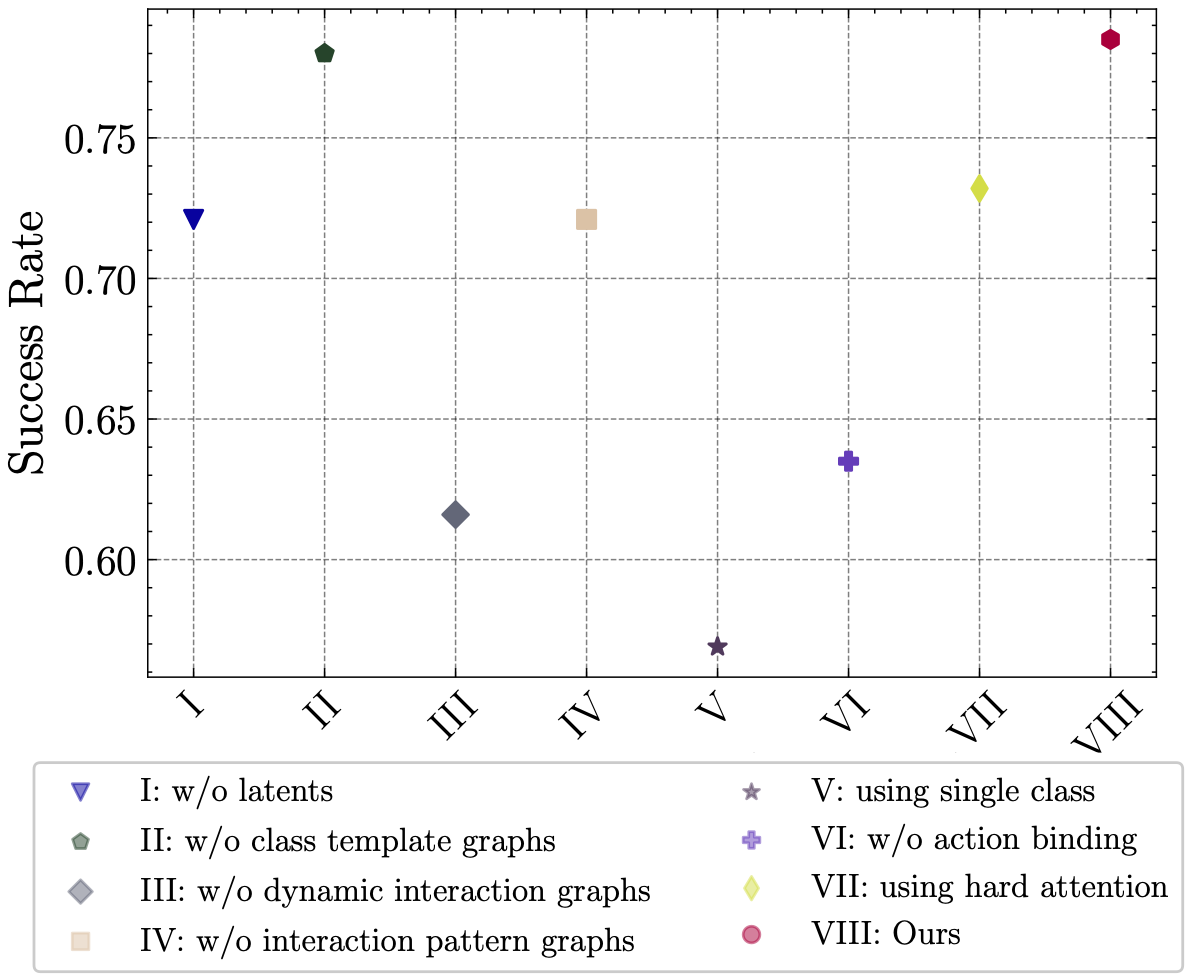 Success Rate
0.75
0.70
0.65
0.60
I
II
III
IV
V
VI
VII
VIII
I: w/o latents
II: w/o class template graphs
III: w/o dynamic interaction graphs
IV: w/o interaction pattern graphs
V: using single class
VI: w/o action binding
VII: using hard attention
VIII: Ours